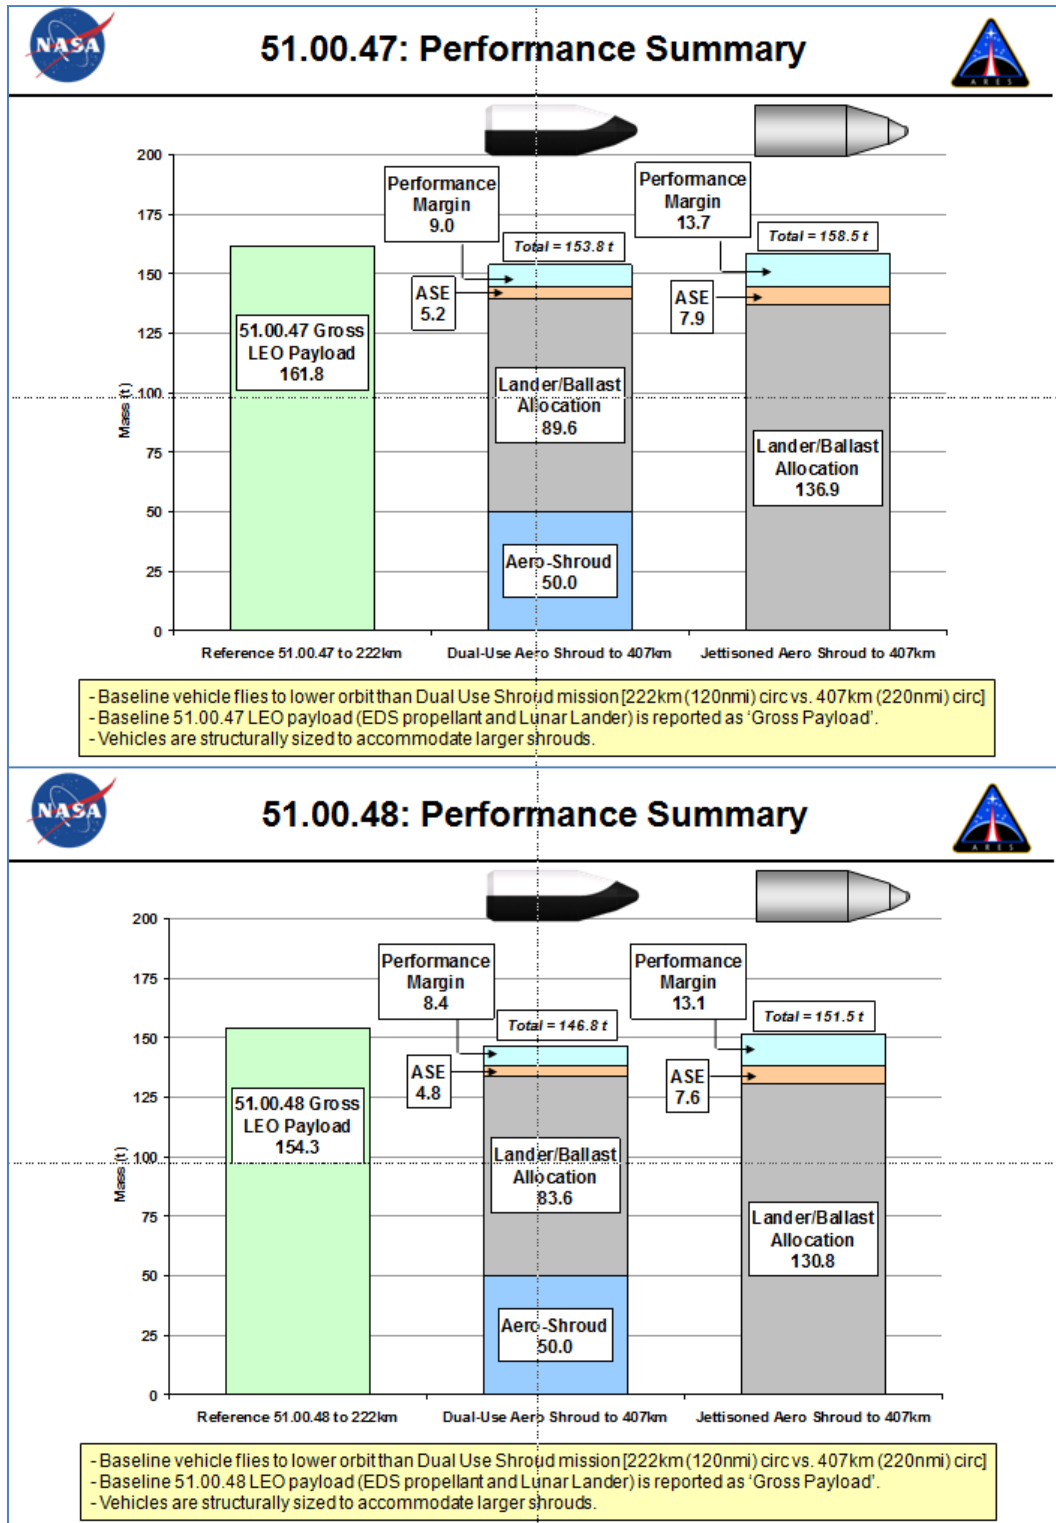 NASA
51.00.47: Performance Summary
ARES
200
175
150
125
100
75
50
25
0
Mass (t)
51.00.47 Gross
LEO Payload
161.8
Performance
Margin
9.0
Total = 153.8 t
ASE
5.2
Lander/Ballast
Allocation
89.6
Aero-Shroud
50.0
Performance
Margin
13.7
Total = 158.5 t
ASE
7.9
Lander/Ballast
Allocation
136.9
Reference 51.00.47 to 222km
Dual-Use Aero Shroud to 407km
Jettisoned Aero Shroud to 407km
- Baseline vehicle flies to lower orbit than Dual Use Shroud mission [222km (120nmi) circ vs. 407km (220nmi) circ]
- Baseline 51.00.47 LEO payload (EDS propellant and Lunar Lander) is reported as ‘Gross Payload’.
- Vehicles are structurally sized to accommodate larger shrouds.
NASA
51.00.48: Performance Summary
ARES
200
175
150
125
100
75
50
25
0
Mass (t)
51.00.48 Gross
LEO Payload
154.3
Performance
Margin
8.4
Total = 146.8 t
ASE
4.8
Lander/Ballast
Allocation
83.6
Aero-Shroud
50.0
Performance
Margin
13.1
Total = 151.5 t
ASE
7.6
Lander/Ballast
Allocation
130.8
Reference 51.00.48 to 222km
Dual-Use Aero Shroud to 407km
Jettisoned Aero Shroud to 407km
- Baseline vehicle flies to lower orbit than Dual Use Shroud mission [222km (120nmi) circ vs. 407km (220nmi) circ]
- Baseline 51.00.48 LEO payload (EDS propellant and Lunar Lander) is reported as ‘Gross Payload’.
- Vehicles are structurally sized to accommodate larger shrouds.